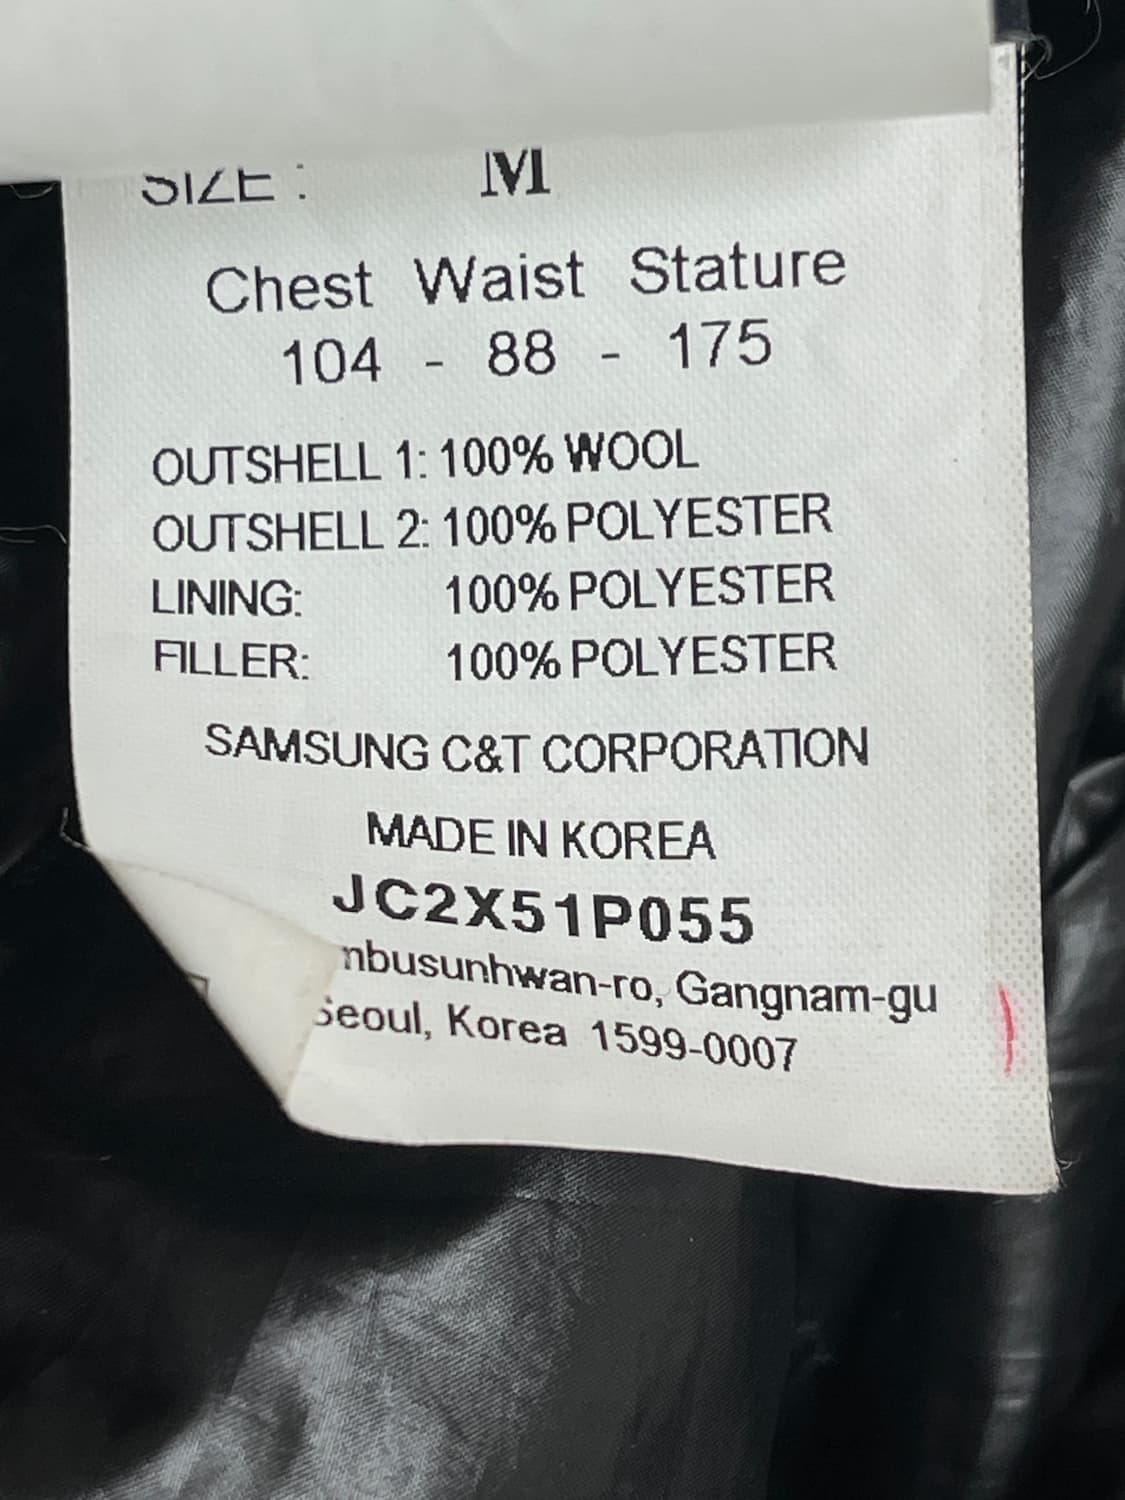 SIZE : M
Chest Waist Stature
104 - 88 - 175
OUTSHELL 1: 100% WOOL
OUTSHELL 2: 100% POLYESTER
LINING: 100% POLYESTER
FILLER: 100% POLYESTER
SAMSUNG C&T CORPORATION
MADE IN KOREA
JC2X51P055
nbusunhwan-ro, Gangnam-gu
Seoul, Korea 1599-0007